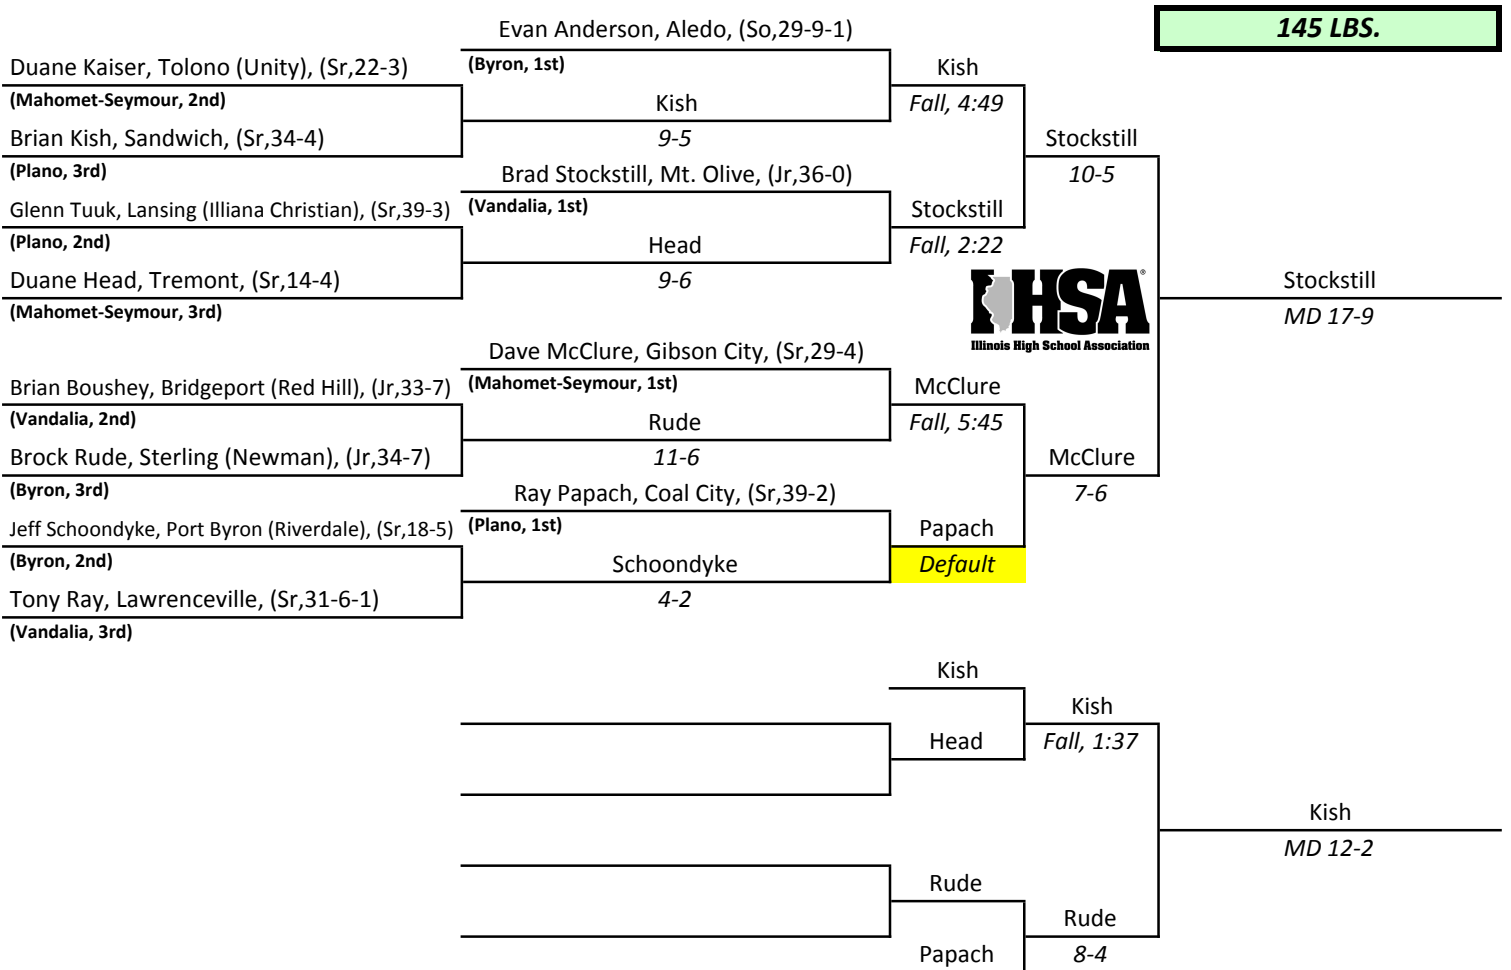 Evan Anderson, Aledo, (So,29-9-1)
145 LBS.
Duane Kaiser, Tolono (Unity), (Sr,22-3)
(Byron, 1st)
Kish
(Mahomet-Seymour, 2nd)
Kish
Fall, 4:49
Brian Kish, Sandwich, (Sr,34-4)
9-5
Stockstill
(Plano, 3rd)
Brad Stockstill, Mt. Olive, (Jr,36-0)
10-5
Glenn Tuuk, Lansing (Illiana Christian), (Sr,39-3)
(Vandalia, 1st)
Stockstill
(Plano, 2nd)
Head
Fall, 2:22
Duane Head, Tremont, (Sr,14-4)
9-6
IHSA
Stockstill
(Mahomet-Seymour, 3rd)
MD 17-9
Illinois High School Association
Dave McClure, Gibson City, (Sr,29-4)
Brian Boushey, Bridgeport (Red Hill), (Jr,33-7)
(Mahomet-Seymour, 1st)
McClure
(Vandalia, 2nd)
Rude
Fall, 5:45
Brock Rude, Sterling (Newman), (Jr,34-7)
11-6
McClure
(Byron, 3rd)
Ray Papach, Coal City, (Sr,39-2)
7-6
Jeff Schoondyke, Port Byron (Riverdale), (Sr,18-5)
(Plano, 1st)
Papach
(Byron, 2nd)
Schoondyke
Default
Tony Ray, Lawrenceville, (Sr,31-6-1)
4-2
(Vandalia, 3rd)
Kish
Kish
Head
Fall, 1:37
Kish
MD 12-2
Rude
Rude
Papach
8-4